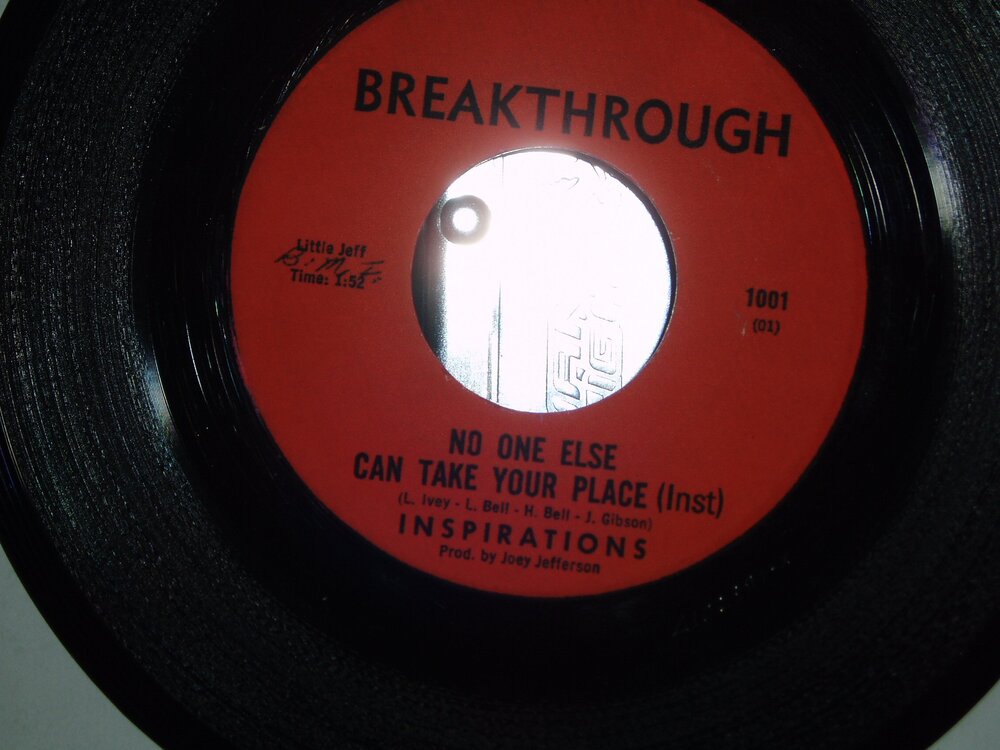 BREAKTHROUGH
Little Jeff
B. M. I.
Time: 1:52
1001
(01)
NO ONE ELSE
CAN TAKE YOUR PLACE (Inst)
(L. Ivey - L. Bell - H. Bell - J. Gibson)
INSPIRATIONS
Prod. by Joey Jefferson